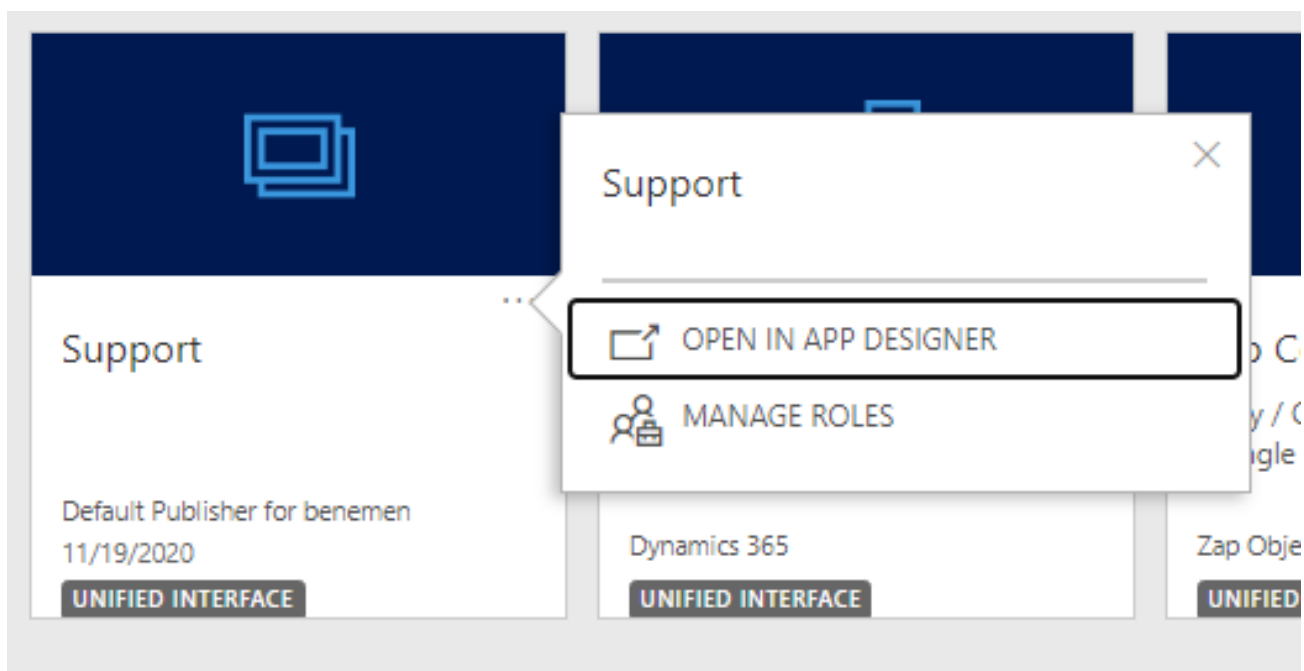 Support
Default Publisher for benemen
11/19/2020
UNIFIED INTERFACE
Support
OPEN IN APP DESIGNER
MANAGE ROLES
Dynamics 365
UNIFIED INTERFACE
y /
Zap
UNIFIED